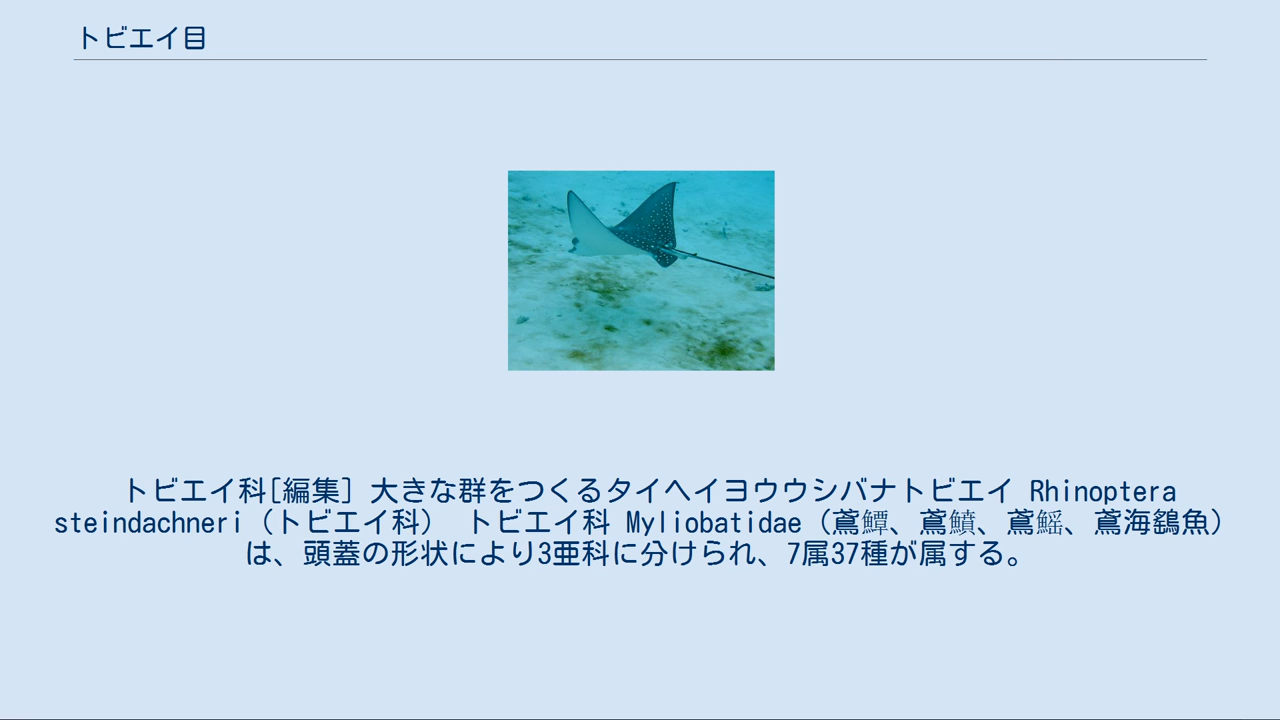 トビエイ目
トビエイ科[編集] 大きな群をつくるタイヘイヨウウシバナトビエイ Rhinoptera
steindachneri（トビエイ科） トビエイ科 Myliobatidae（鳶鱏、鳶鱝、鳶鰩、鳶海鷂魚）
は、頭蓋の形状により3亜科に分けられ、7属37種が属する。